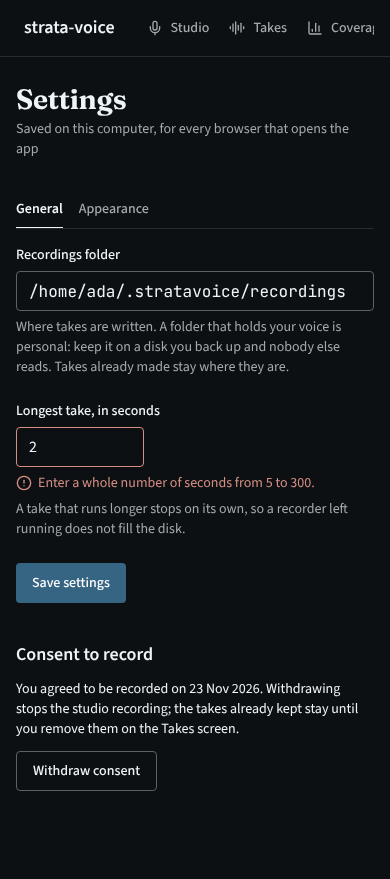 strata-voice
Studio
Takes
Settings
Saved on this computer, for every browser that opens the
app
General
Appearance
Recordings folder
/home/ada/.stratavoice/recordings
Where takes are written. A folder that holds your voice is
personal: keep it on a disk you back up and nobody else
reads. Takes already made stay where they are.
Longest take, in seconds
2
Enter a whole number of seconds from 5 to 300.
A take that runs longer stops on its own, so a recorder left
running does not fill the disk.
Save settings
Consent to record
You agreed to be recorded on 23 Nov 2026. Withdrawing
stops the studio recording; the takes already kept stay until
you remove them on the Takes screen.
Withdraw consent